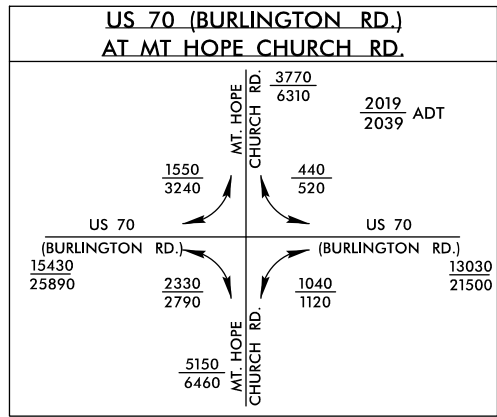 US 70 (BURLINGTON RD.)
AT MT HOPE CHURCH RD.
MT. HOPE
CHURCH RD.
3770
6310
2019
2039
ADT
1550
3240
440
520
US 70
(BURLINGTON RD.)
US 70
(BURLINGTON RD.)
15430
25890
2330
2790
1040
1120
13030
21500
5150
6460
MT. HOPE
CHURCH RD.